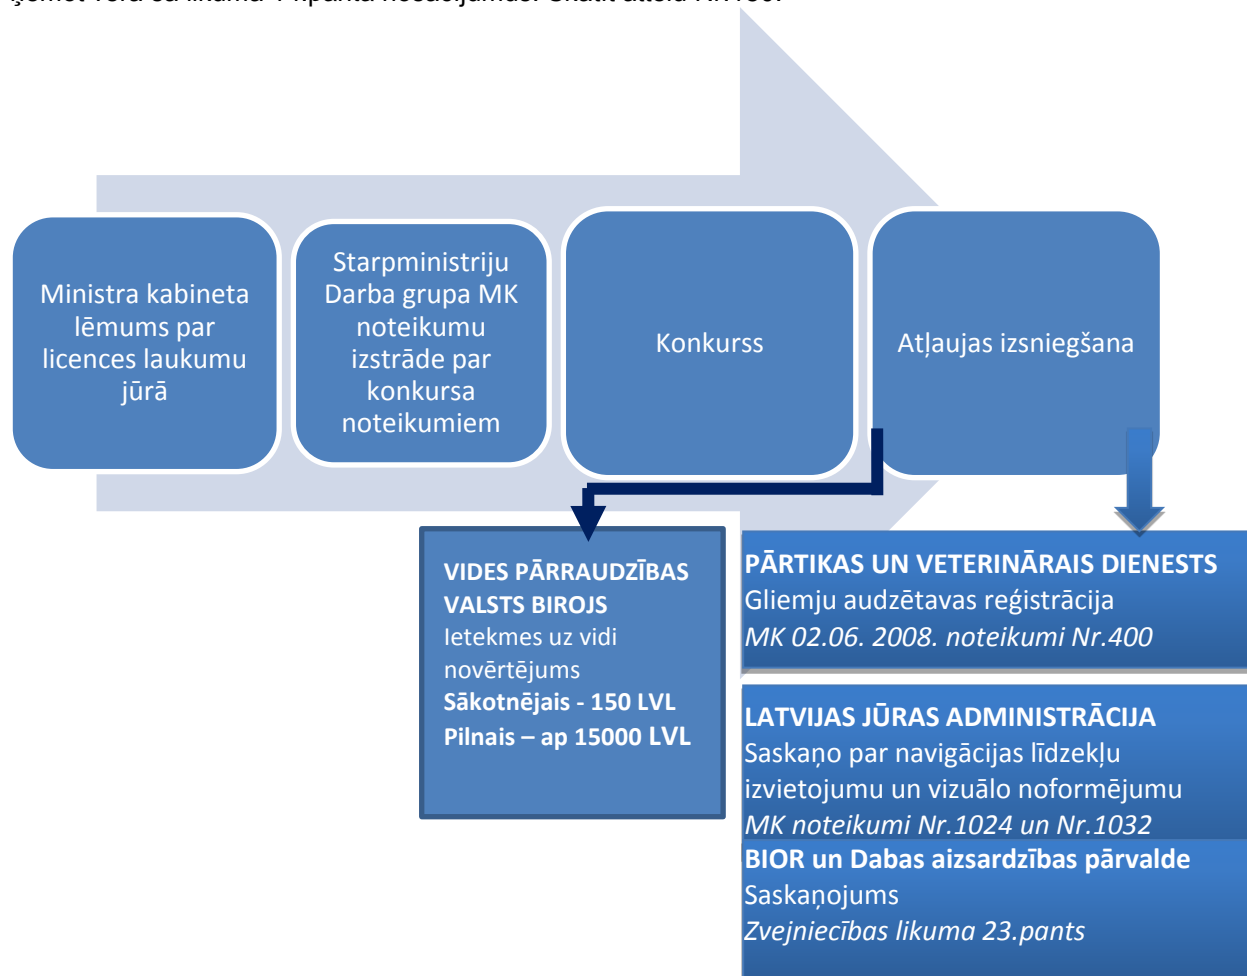 Ministra kabineta
lēmums par
licences laukumu
jūrā
Starpministriju
Darba grupa MK
noteikumu
izstrāde par
konkursa
noteikumiem
Konkurss
Atļaujas izsniegšana
VIDES PĀRRAUDZĪBAS
VALSTS BIROJS
Ietekmes uz vidi
novērtējums
Sākotnējais - 150 LVL
Pilnais – ap 15000 LVL
PĀRTIKAS UN VETERINĀRAIS DIENESTS
Gliemju audzētavas reģistrācija
MK 02.06. 2008. noteikumi Nr.400
LATVIJAS JŪRAS ADMINISTRĀCIJA
Saskaņo par navigācijas līdzekļu
izvietojumu un vizuālo noformējumu
MK noteikumi Nr.1024 un Nr.1032
BIOR un Dabas aizsardzības pārvalde
Saskaņojums
Zvejniecības likuma 23.pants